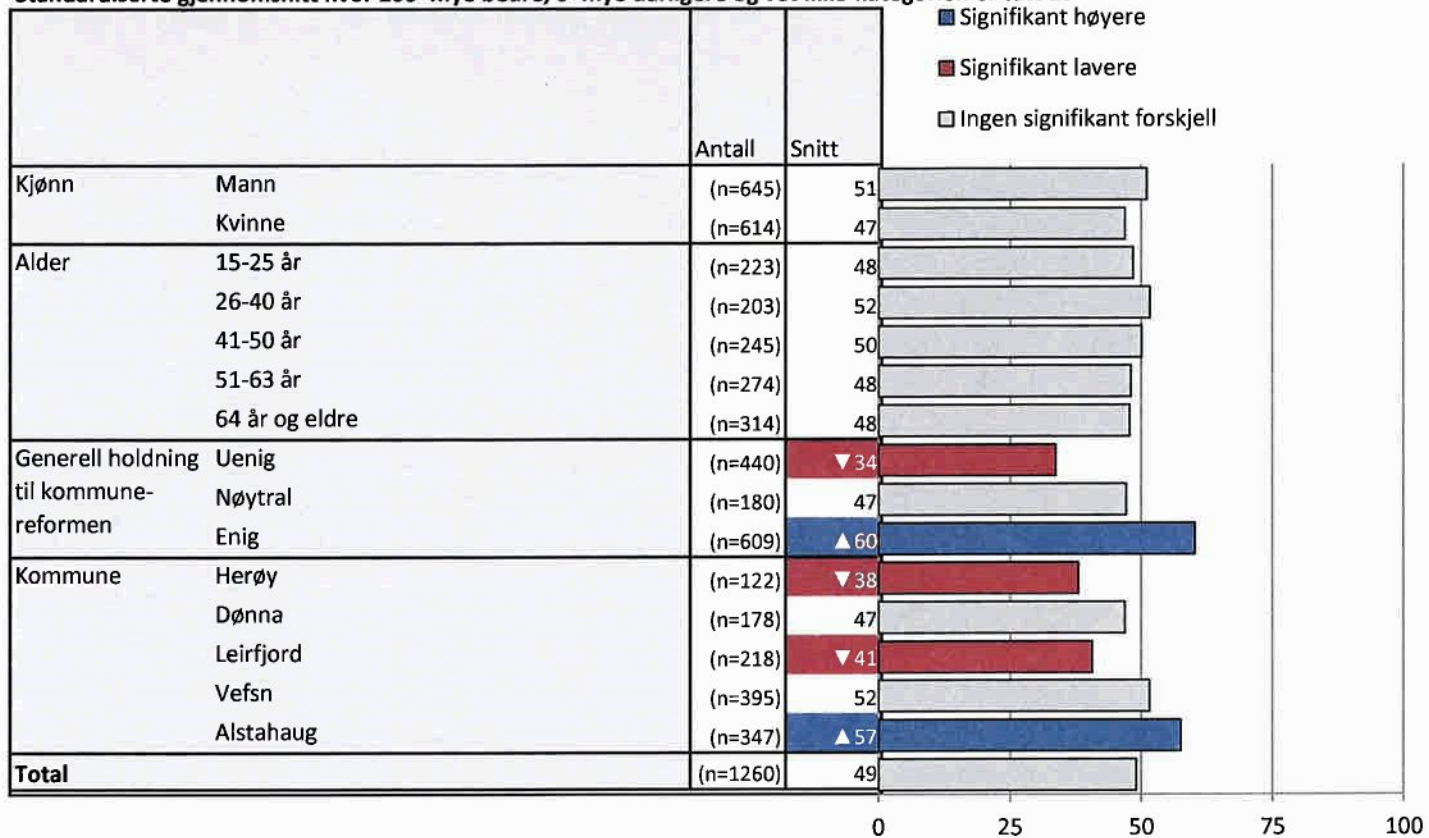 Signifikant høyere
Signifikant lavere
Ingen signifikant forskjell
Antall Snitt
Kjønn Mann (n=645) 51
Kvinne (n=614) 47
Alder 15-25 år (n=223) 48
26-40 år (n=203) 52
41-50 år (n=245) 50
51-63 år (n=274) 48
64 år og eldre (n=314) 48
Generell holdning Uenig (n=440) ▼34
til kommune- Nøytral (n=180) 47
reformen Enig (n=609) ▲60
Kommune Herøy (n=122) ▼38
Dønna (n=178) 47
Leirfjord (n=218) ▼41
Vefsn (n=395) 52
Alstahaug (n=347) ▲57
Total (n=1260) 49
0 25 50 75 100